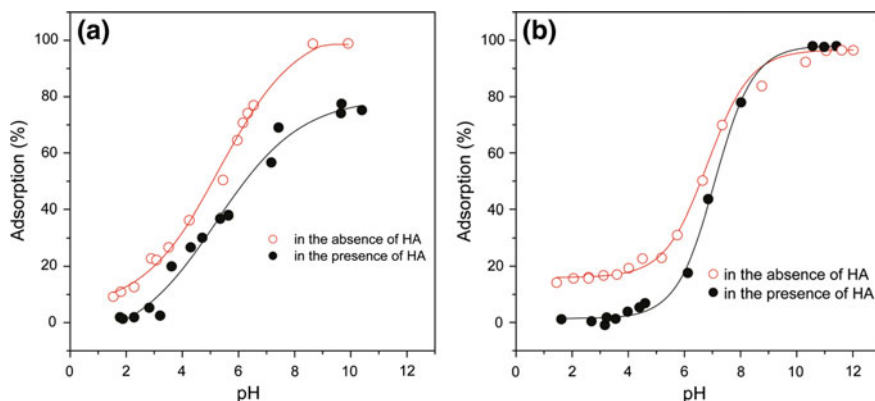 (a)
100
80
60
40
20
0
Adsorption (%)
in the absence of HA
in the presence of HA
0 2 4 6 8 10 12
pH
(b)
100
80
60
40
20
0
Adsorption (%)
in the absence of HA
in the presence of HA
0 2 4 6 8 10 12
pH